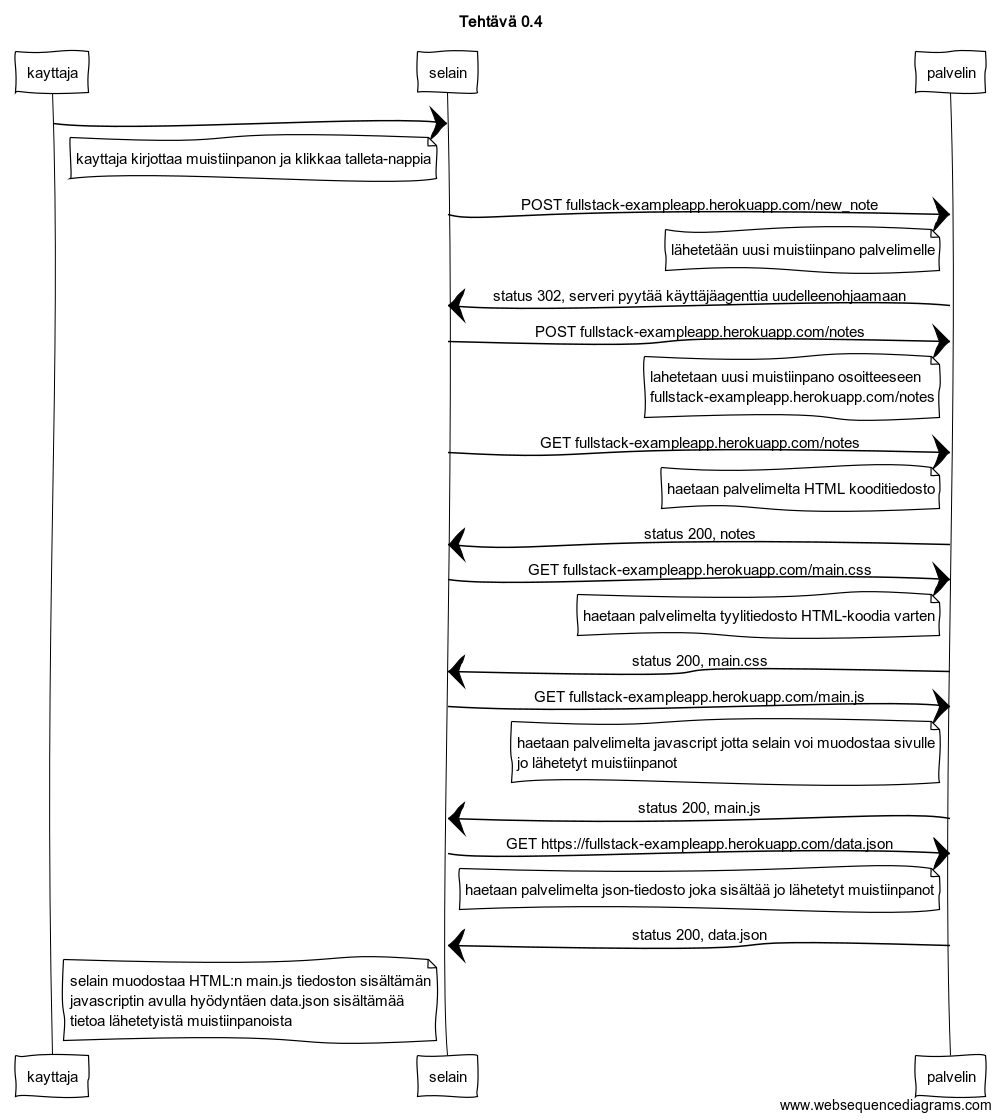 Tehtävä 0.4
kayttaja
selain
palvelin
kayttaja kirjottaa muistiinpanon ja klikkaa talleta-nappia
POST fullstack-exampleapp.herokuapp.com/new_note
lähetetään uusi muistiinpano palvelimelle
status 302, serveri pyytää käyttäjäagenttia uudelleenohjaamaan
POST fullstack-exampleapp.herokuapp.com/notes
lahetetaan uusi muistiinpano osoitteeseen
fullstack-exampleapp.herokuapp.com/notes
GET fullstack-exampleapp.herokuapp.com/notes
haetaan palvelimelta HTML kooditiedosto
status 200, notes
GET fullstack-exampleapp.herokuapp.com/main.css
haetaan palvelimelta tyylitiedosto HTML-koodia varten
status 200, main.css
GET fullstack-exampleapp.herokuapp.com/main.js
haetaan palvelimelta javascript jotta selain voi muodostaa sivulle
jo lähetetyt muistiinpanot
status 200, main.js
GET https://fullstack-exampleapp.herokuapp.com/data.json
haetaan palvelimelta json-tiedosto joka sisältää jo lähetetyt muistiinpanot
status 200, data.json
selain muodostaa HTML:n main.js tiedoston sisältämän
javascriptin avulla hyödyntäen data.json sisältämää
tietoa lähetetyistä muistiinpanoista
kayttaja
selain
palvelin
www.websequencediagrams.com